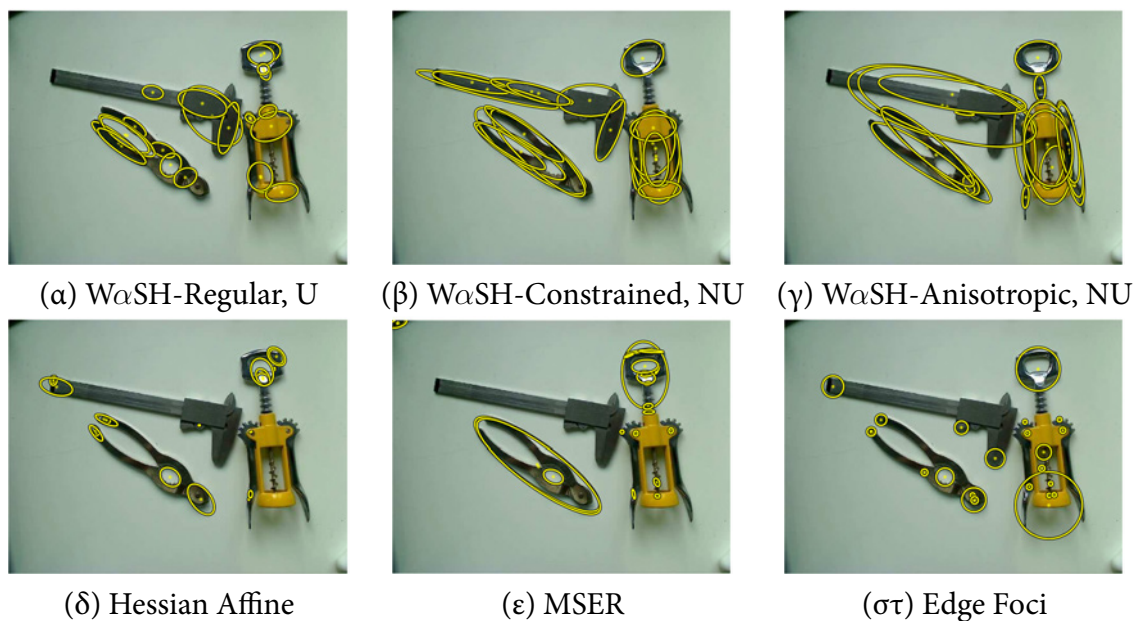 (α) WαSH-Regular, U
(β) WαSH-Constrained, NU
(γ) WαSH-Anisotropic, NU
(δ) Hessian Affine
(ε) MSER
(στ) Edge Foci